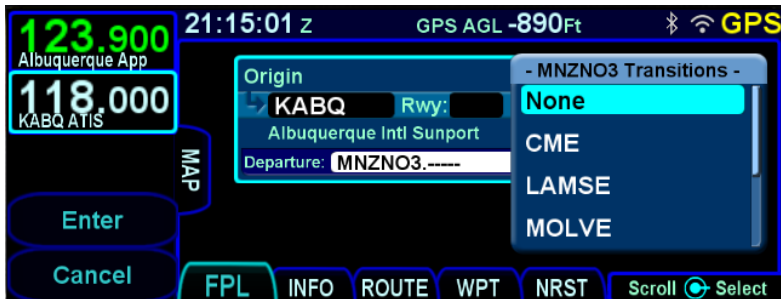 123.900
Albuquerque App
118.000
KABQ ATIS
Enter
Cancel
21:15:01 Z
GPS AGL -890Ft
GPS
MAP
Origin
KABQ
Rwy:
Albuquerque Intl Sunport
Departure: MNZNO3.-----
- MNZNO3 Transitions -
None
CME
LAMSE
MOLVE
FPL
INFO
ROUTE
WPT
NRST
Scroll Select